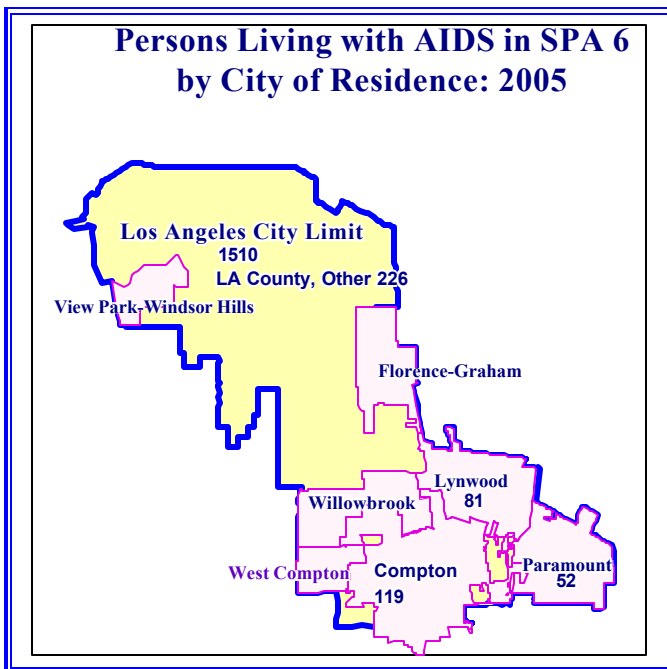 Persons Living with AIDS in SPA 6
by City of Residence: 2005
Los Angeles City Limit
1510
LA County, Other 226
View Park-Windsor Hills
Florence-Graham
Lynwood
81
Willowbrook
Paramount
52
West Compton
Compton
119